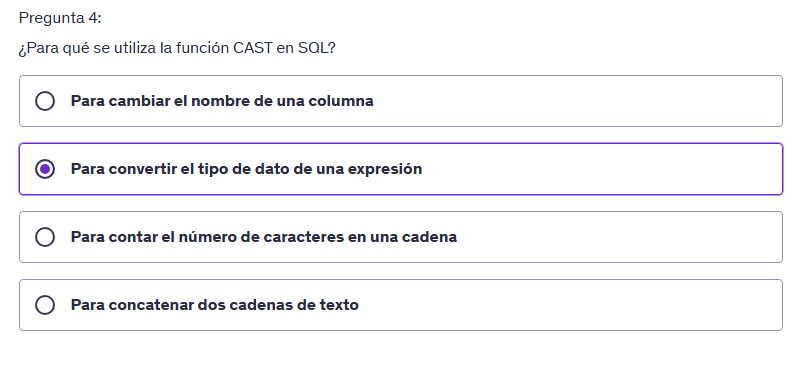 Pregunta 4:
¿Para qué se utiliza la función CAST en SQL?
Para cambiar el nombre de una columna
Para convertir el tipo de dato de una expresión
Para contar el número de caracteres en una cadena
Para concatenar dos cadenas de texto